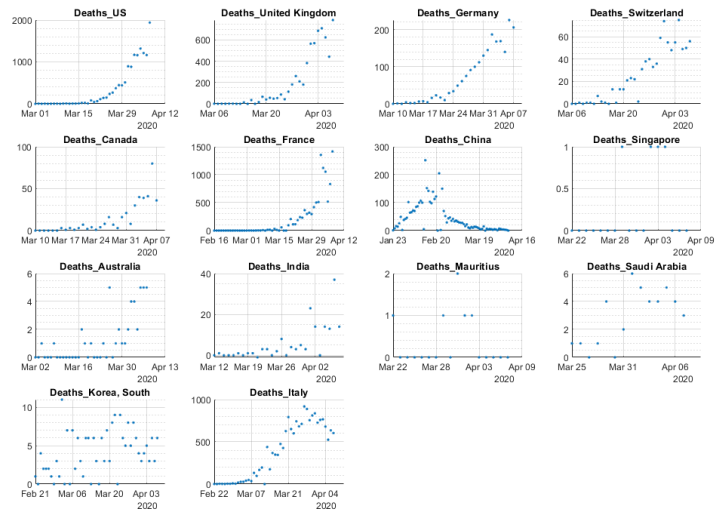 Deaths_US
2000
1000
0
Mar 01 Mar 15 Mar 29 Apr 12
2020
Deaths_United Kingdom
600
400
200
0
Mar 06 Mar 20 Apr 03
2020
Deaths_Germany
200
100
0
Mar 10 Mar 17 Mar 24 Mar 31 Apr 07
2020
Deaths_Switzerland
60
40
20
0
Mar 06 Mar 20 Apr 03
2020
Deaths_Canada
100
50
0
Mar 10 Mar 17 Mar 24 Mar 31 Apr 07
2020
Deaths_France
1500
1000
500
0
Feb 16 Mar 01 Mar 15 Mar 29 Apr 12
2020
Deaths_China
300
200
100
0
Jan 23 Feb 20 Mar 19 Apr 16
2020
Deaths_Singapore
1
0.5
0
Mar 22 Mar 28 Apr 03 Apr 09
2020
Deaths_Australia
6
4
2
0
Mar 02 Mar 16 Mar 30 Apr 13
2020
Deaths_India
40
20
0
Mar 12 Mar 19 Mar 26 Apr 02
2020
Deaths_Mauritius
2
1
0
Mar 22 Mar 28 Apr 03 Apr 09
2020
Deaths_Saudi Arabia
6
4
2
0
Mar 25 Mar 31 Apr 06
2020
Deaths_Korea, South
10
5
0
Feb 21 Mar 06 Mar 20 Apr 03
2020
Deaths_Italy
1000
500
0
Feb 22 Mar 07 Mar 21 Apr 04
2020